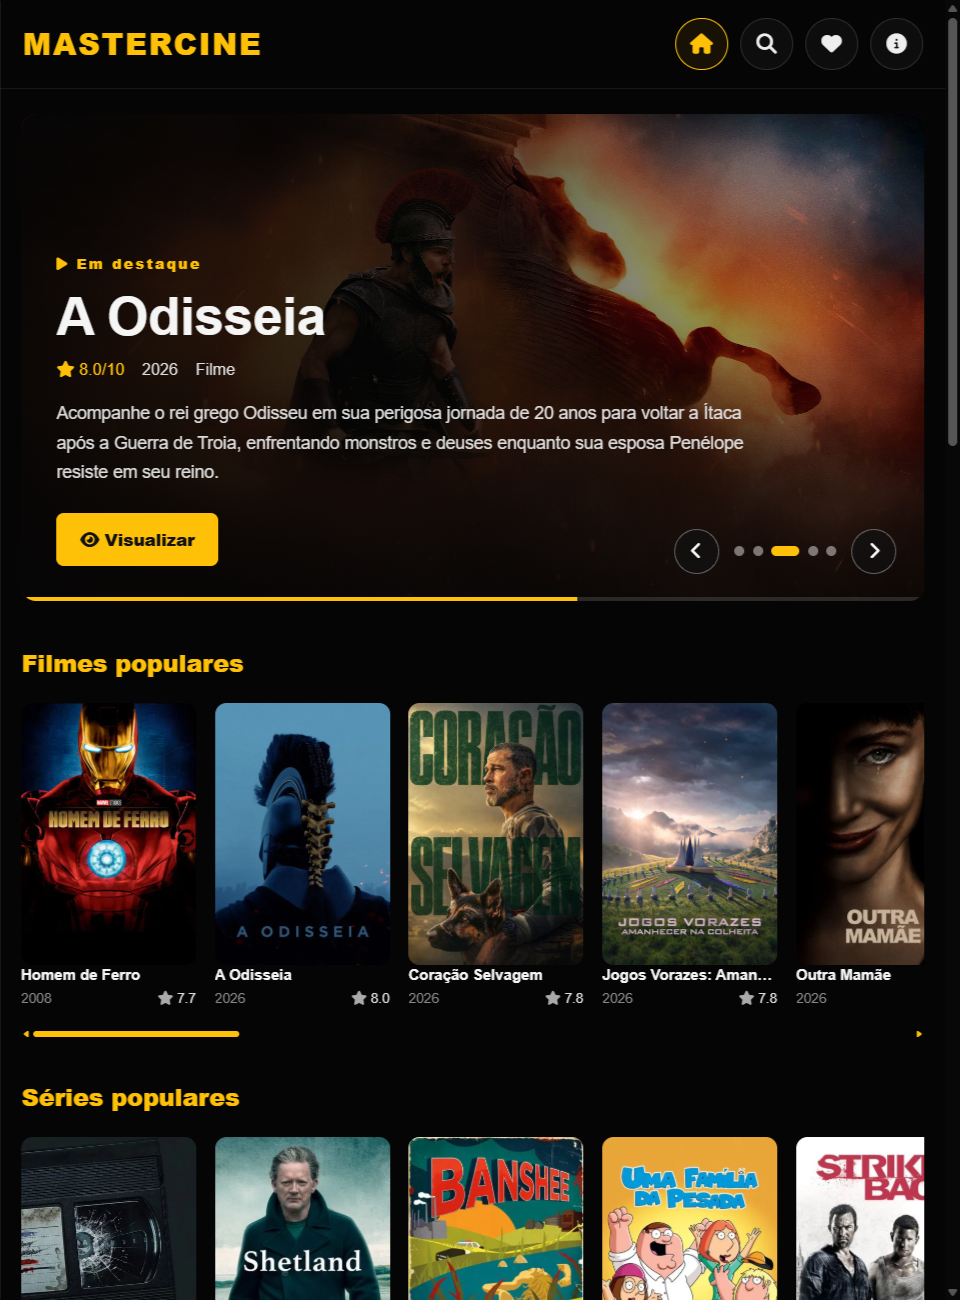 MASTERCINE
Em destaque
A Odisseia
8.0/10 2026 Filme
Acompanhe o rei grego Odisseu em sua perigosa jornada de 20 anos para voltar a Ítaca
após a Guerra de Troia, enfrentando monstros e deuses enquanto sua esposa Penélope
resiste em seu reino.
Visualizar
Filmes populares
HOMEM DE FERRO
A ODISSEIA
CORAÇÃO
SELVAGEM
JOGOS VORAZES
AMANHECER NA COLHEITA
OUTRA
MAMÃE
Homem de Ferro
2008 7.7
A Odisseia
2026 8.0
Coração Selvagem
2026 7.8
Jogos Vorazes: Aman...
2026 7.8
Outra Mamãe
2026
Séries populares
Shetland
BANSHEE
UMA FAMÍLIA
DA PESADA
STRIK
BAC